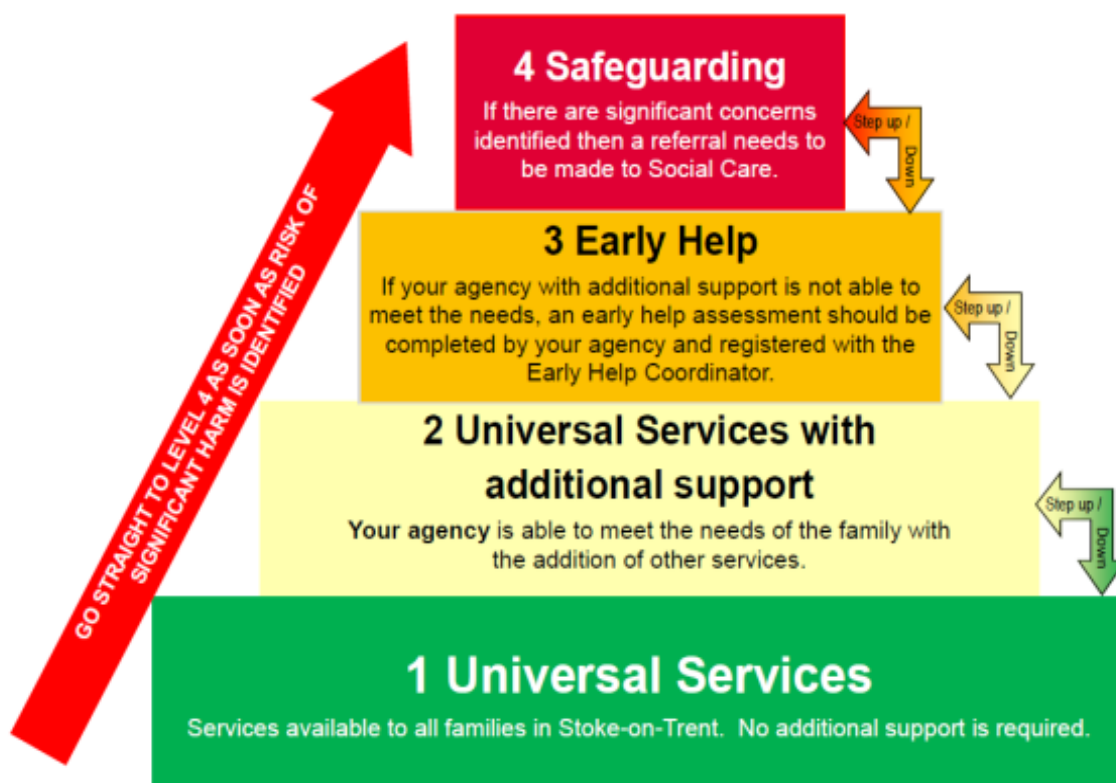 4 Safeguarding
If there are significant concerns
identified then a referral needs to
be made to Social Care.
Step up /
Down
3 Early Help
If your agency with additional support is not able to
meet the needs, an early help assessment should be
completed by your agency and registered with the
Early Help Coordinator.
Step up /
Down
2 Universal Services with
additional support
Your agency is able to meet the needs of the family with
the addition of other services.
Step up /
Down
1 Universal Services
Services available to all families in Stoke-on-Trent. No additional support is required.
GO STRAIGHT TO LEVEL 4 AS SOON AS RISK OF
SIGNIFICANT HARM IS IDENTIFIED